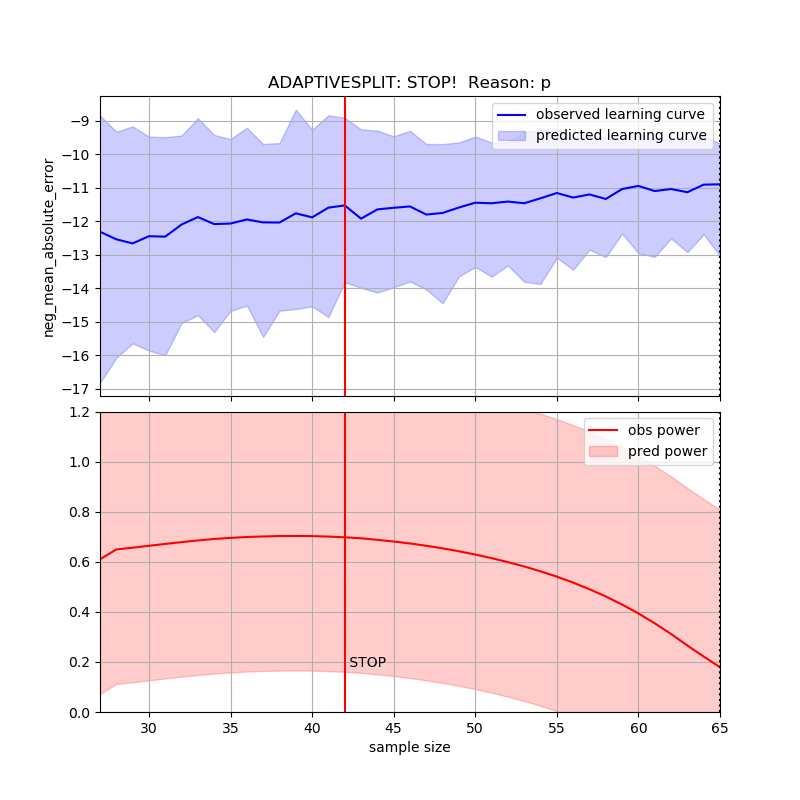 ADAPTIVESPLIT: STOP!  Reason: p
observed learning curve
predicted learning curve
neg_mean_absolute_error
−9
−10
−11
−12
−13
−14
−15
−16
−17
obs power
pred power
1.2
1.0
0.8
0.6
0.4
0.2
0.0
STOP
30 35 40 45 50 55 60 65
sample size